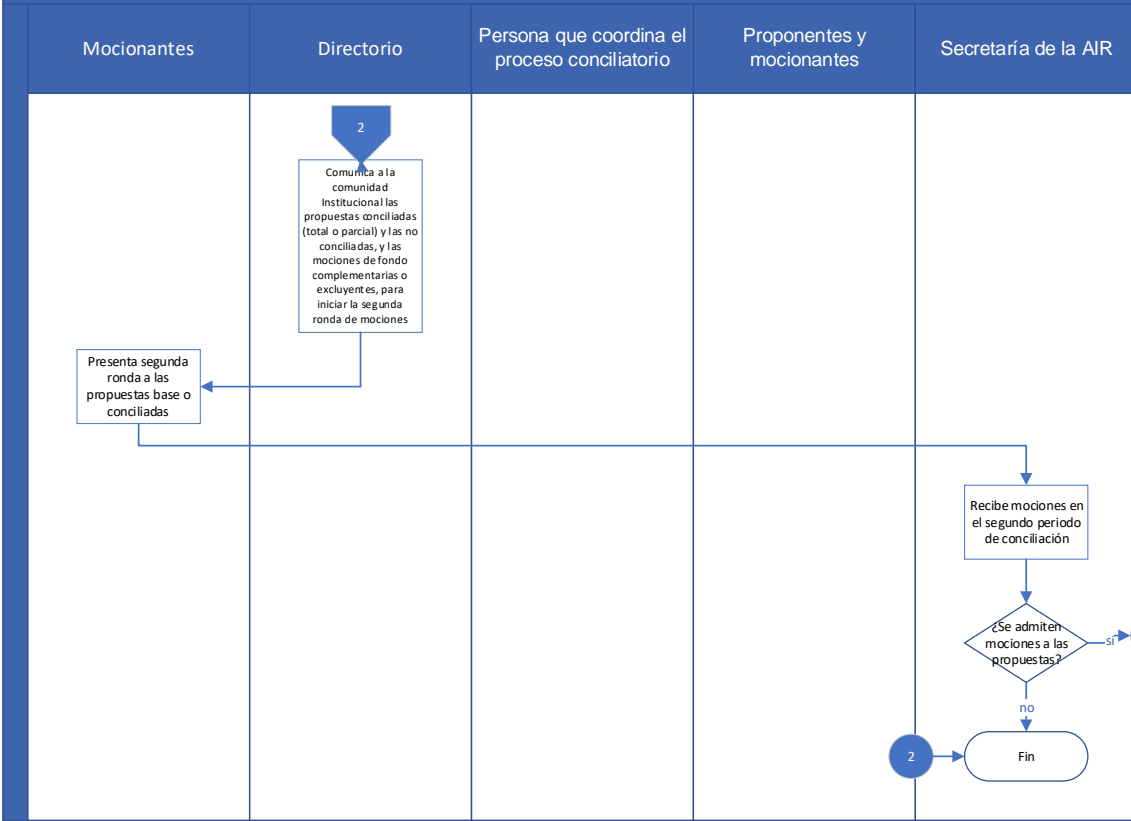 Mocionantes
Directorio
Persona que coordina el
proceso conciliatorio
Proponentes y
mocionantes
Secretaría de la AIR
2
Comunica a la
comunidad
Institucional las
propuestas conciliadas
(total o parcial) y las no
conciliadas, y las
mociones de fondo
complementarias o
excluyentes, para
iniciar la segunda
ronda de mociones
Presenta segunda
ronda a las
propuestas base o
conciliadas
Recibe mociones en
el segundo periodo
de conciliación
¿Se admiten
mociones a las
propuestas?
sí
no
2
Fin